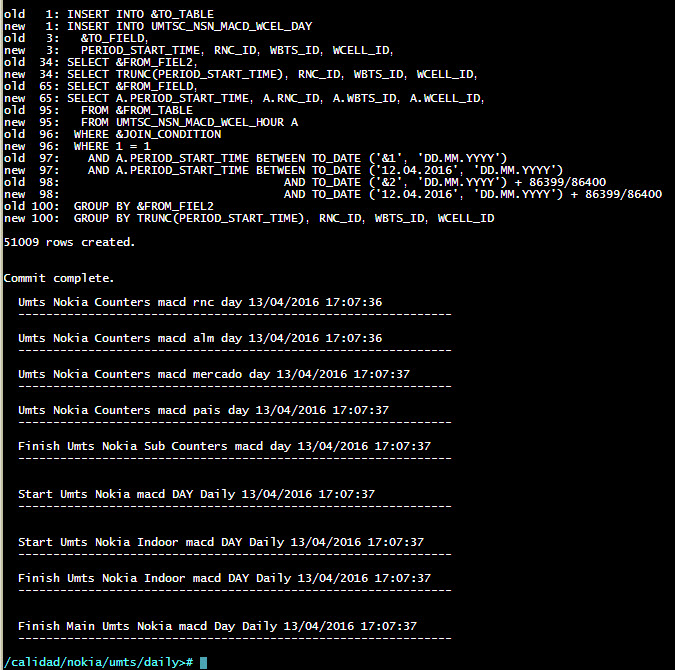 old   1: INSERT INTO &TO_TABLE
new   1: INSERT INTO UMTSC_NSN_MACD_WCEL_DAY
old   3:   &TO_FIELD,
new   3:   PERIOD_START_TIME, RNC_ID, WBTS_ID, WCELL_ID,
old  34: SELECT &FROM_FIEL2,
new  34: SELECT TRUNC(PERIOD_START_TIME), RNC_ID, WBTS_ID, WCELL_ID,
old  65: SELECT &FROM_FIELD,
new  65: SELECT A.PERIOD_START_TIME, A.RNC_ID, A.WBTS_ID, A.WCELL_ID,
old  95:   FROM &FROM_TABLE
new  95:   FROM UMTSC_NSN_MACD_WCEL_HOUR A
old  96:  WHERE &JOIN_CONDITION
new  96:  WHERE 1 = 1
old  97:    AND A.PERIOD_START_TIME BETWEEN TO_DATE ('&1', 'DD.MM.YYYY')
new  97:    AND A.PERIOD_START_TIME BETWEEN TO_DATE ('12.04.2016', 'DD.MM.YYYY')
old  98:                                AND TO_DATE ('&2', 'DD.MM.YYYY') + 86399/86400
new  98:                                AND TO_DATE ('12.04.2016', 'DD.MM.YYYY') + 86399/86400
old 100:  GROUP BY &FROM_FIEL2
new 100:  GROUP BY TRUNC(PERIOD_START_TIME), RNC_ID, WBTS_ID, WCELL_ID
51009 rows created.
Commit complete.
Umts Nokia Counters macd rnc day 13/04/2016 17:07:36
--------------------------------------------------------------
Umts Nokia Counters macd alm day 13/04/2016 17:07:36
--------------------------------------------------------------
Umts Nokia Counters macd mercado day 13/04/2016 17:07:37
--------------------------------------------------------------
Umts Nokia Counters macd pais day 13/04/2016 17:07:37
--------------------------------------------------------------
Finish Umts Nokia Sub Counters macd day 13/04/2016 17:07:37
--------------------------------------------------------------
Start Umts Nokia macd DAY Daily 13/04/2016 17:07:37
--------------------------------------------------------------
Start Umts Nokia Indoor macd DAY Daily 13/04/2016 17:07:37
--------------------------------------------------------------
Finish Umts Nokia Indoor macd DAY Daily 13/04/2016 17:07:37
--------------------------------------------------------------
Finish Main Umts Nokia macd Day Daily 13/04/2016 17:07:37
--------------------------------------------------------------
/calidad/nokia/umts/daily>#